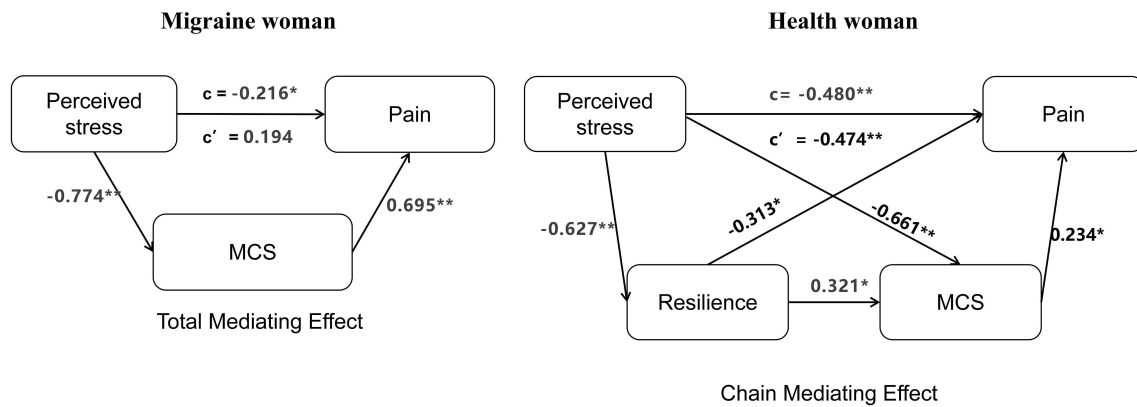 Migraine woman
Perceived
stress
c = -0.216*
c′ = 0.194
Pain
-0.774**
0.695**
MCS
Total Mediating Effect
Health woman
Perceived
stress
c= -0.480**
c′ = -0.474**
Pain
-0.627**
-0.313*
-0.661**
0.234*
Resilience
0.321*
MCS
Chain Mediating Effect